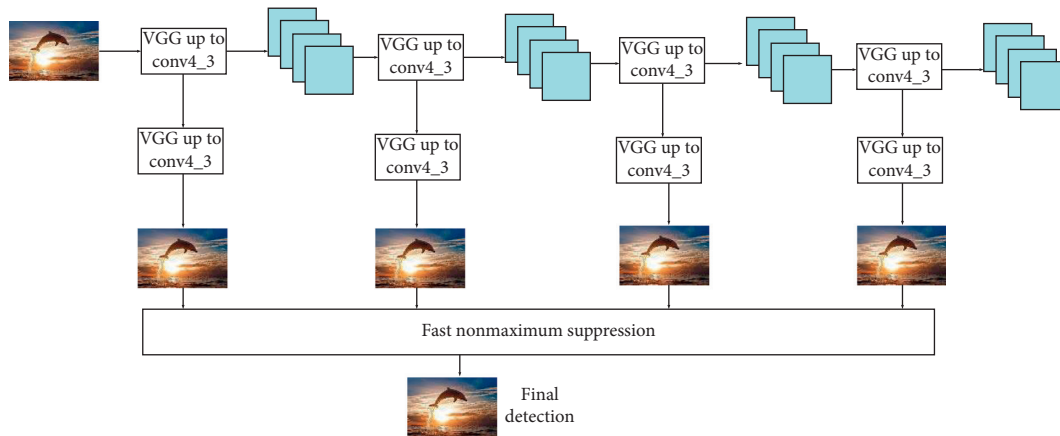 VGG up to
conv4_3
VGG up to
conv4_3
VGG up to
conv4_3
VGG up to
conv4_3
VGG up to
conv4_3
VGG up to
conv4_3
VGG up to
conv4_3
VGG up to
conv4_3
Fast nonmaximum suppression
Final
detection